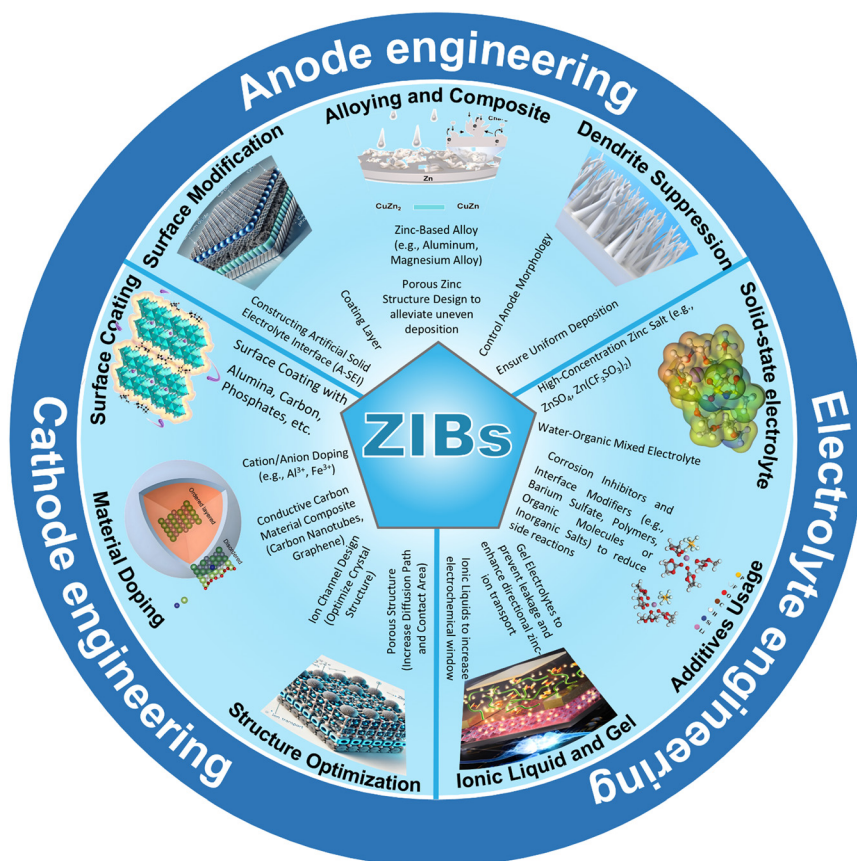 Anode engineering
Alloying and Composite
Surface Modification
Dendrite Suppression
Zn
CuZn₂
CuZn
Zinc-Based Alloy
(e.g., Aluminum,
Magnesium Alloy)
Porous Zinc
Structure Design to
alleviate uneven
deposition
Constructing Artificial Solid
Electrolyte Interface (A-SEI)
Coating Layer
Control Anode Morphology
Ensure Uniform Deposition
ZIBs
Electrolyte engineering
Solid-state electrolyte
High-Concentration Zinc Salt (e.g.,
ZnSO₄, Zn(CF₃SO₃)₂)
Water-Organic Mixed Electrolyte
Corrosion Inhibitors and
Interface Modifiers (e.g.,
Barium Sulfate, Polymers,
Organic Molecules or
Inorganic Salts) to reduce
side reactions
Additives Usage
Gel Electrolytes to
prevent leakage and
enhance directional zinc-
ion transport
Ionic Liquids to increase
electrochemical window
Ionic Liquid and Gel
Cathode engineering
Surface Coating
Surface Coating with
Alumina, Carbon,
Phosphates, etc.
Cation/Anion Doping
(e.g., Al³⁺, Fe³⁺)
Conductive Carbon
Material Composite
(Carbon Nanotubes,
Graphene)
Material Doping
Ordered layered
Disordered
Ion Channel Design
(Optimize Crystal
Structure)
Porous Structure
(Increase Diffusion Path
and Contact Area)
Structure Optimization